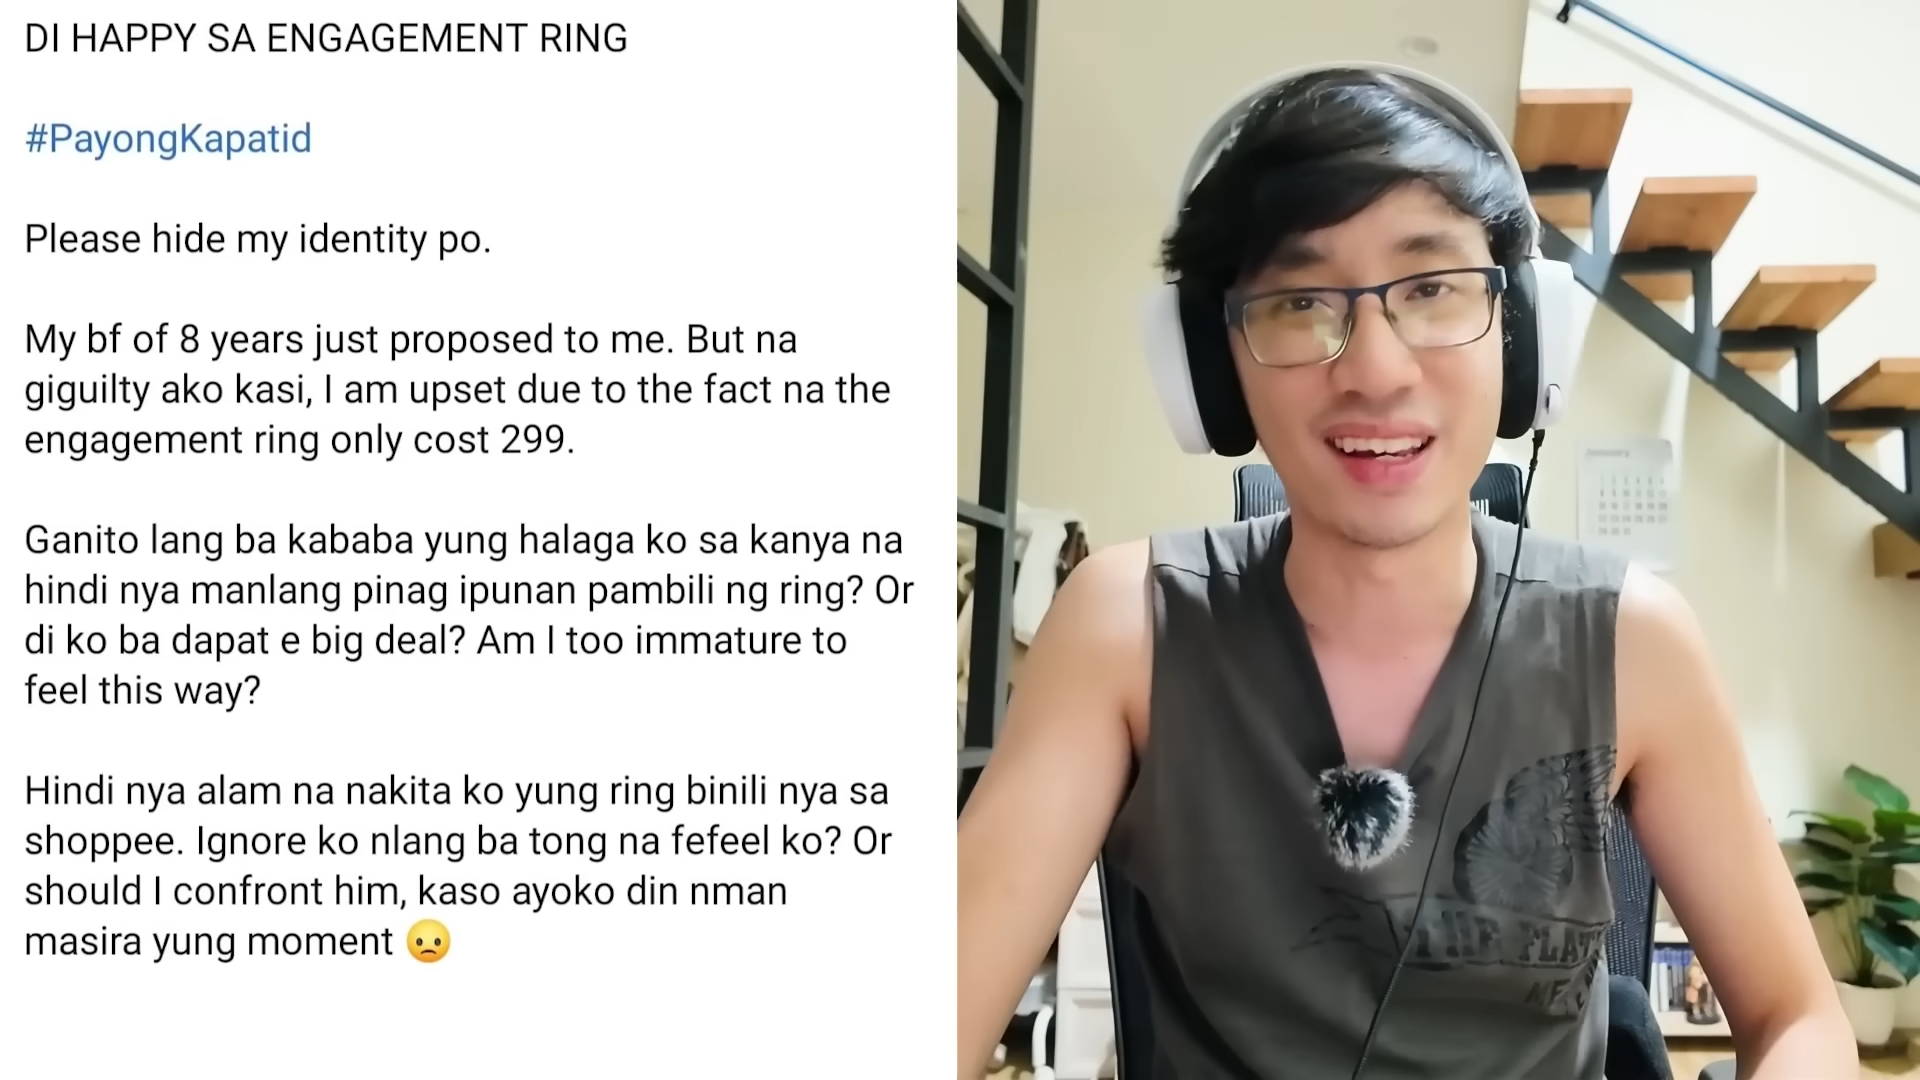 DI HAPPY SA ENGAGEMENT RING
#PayongKapatid
Please hide my identity po.
My bf of 8 years just proposed to me. But na
giguilty ako kasi, I am upset due to the fact na the
engagement ring only cost 299.
Ganito lang ba kababa yung halaga ko sa kanya na
hindi nya manlang pinag ipunan pambili ng ring? Or
di ko ba dapat e big deal? Am I too immature to
feel this way?
Hindi nya alam na nakita ko yung ring binili nya sa
shoppee. Ignore ko nlang ba tong na fefeel ko? Or
should I confront him, kaso ayoko din nman
masira yung moment 😞
January
THE FLAT